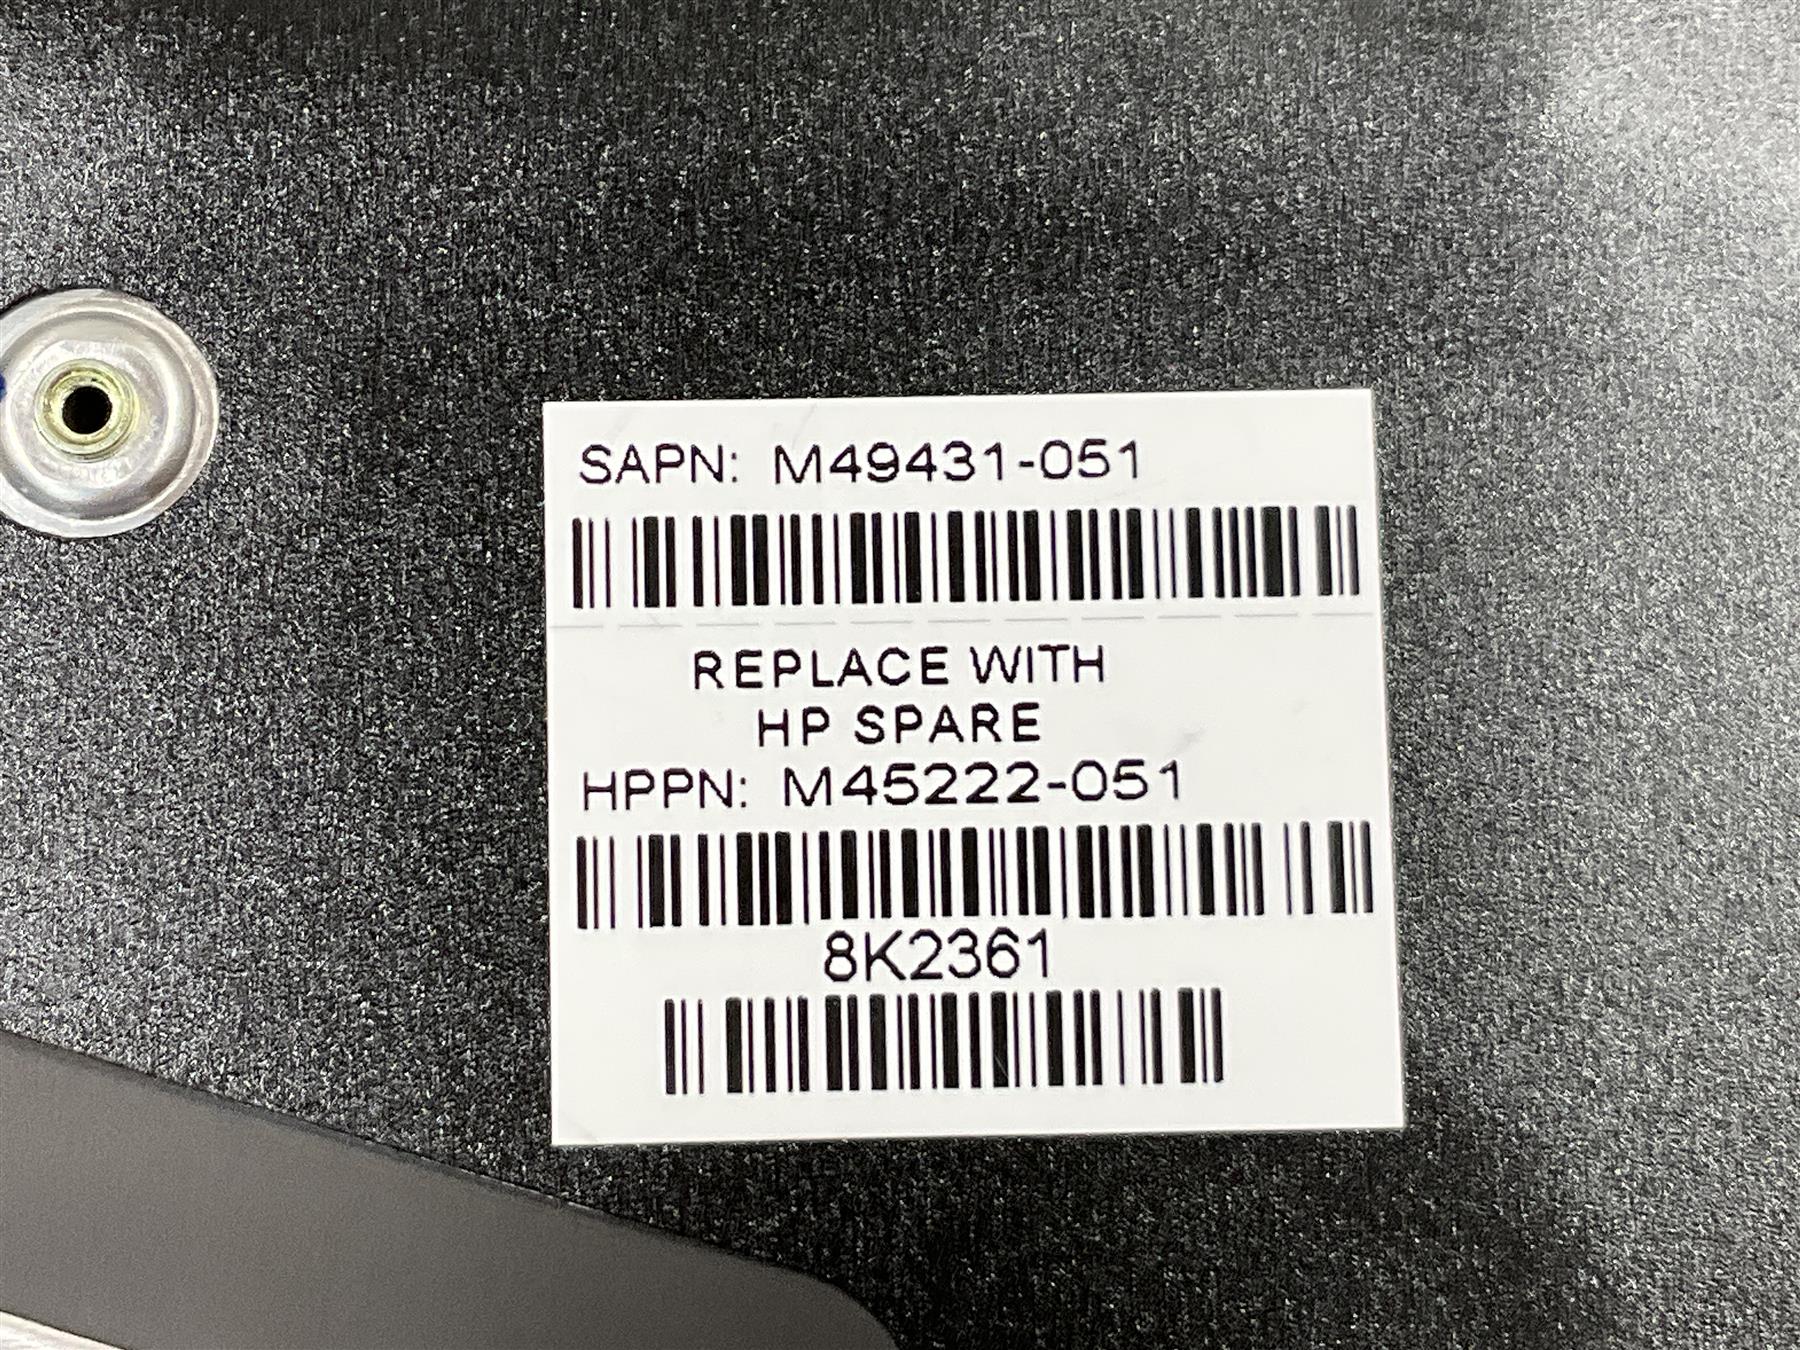 SAPN: M49431-051
REPLACE WITH
HP SPARE
HPPN: M45222-051
8K2361